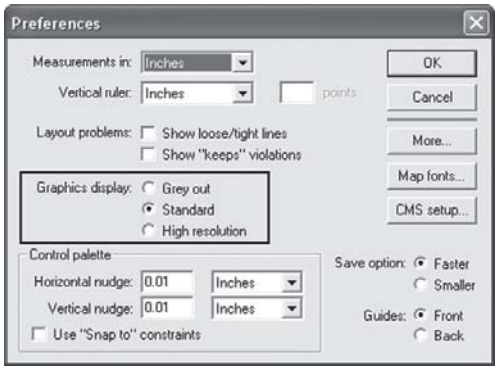 Preferences
Measurements in: Inches
Vertical ruler: Inches points
Layout problems: Show loose/tight lines
Show "keeps" violations
Graphics display: Grey out
Standard
High resolution
Control palette
Horizontal nudge: 0.01 Inches
Vertical nudge: 0.01 Inches
Use "Snap to" constraints
OK
Cancel
More...
Map fonts...
CMS setup...
Save option: Faster
Smaller
Guides: Front
Back